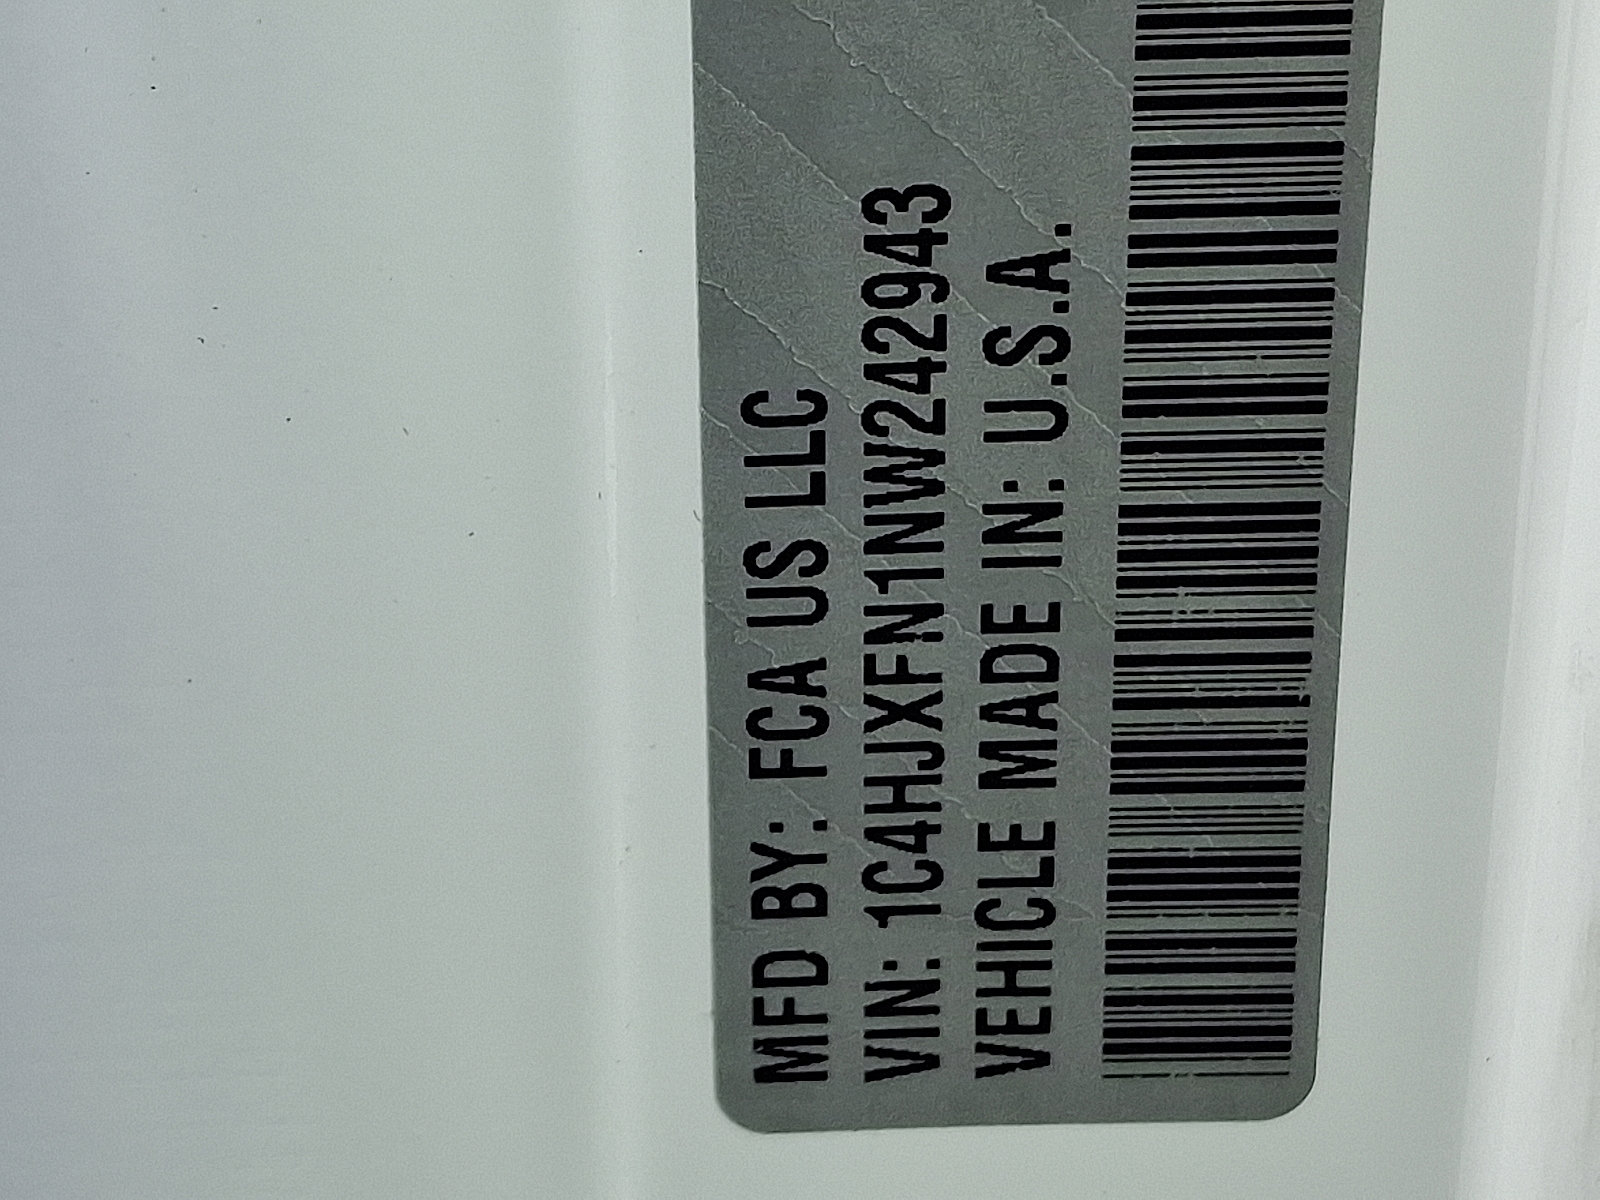 MFD BY: FCA US LLC
VIN: 1C4HJXFN1NW242943
VEHICLE MADE IN: U.S.A.